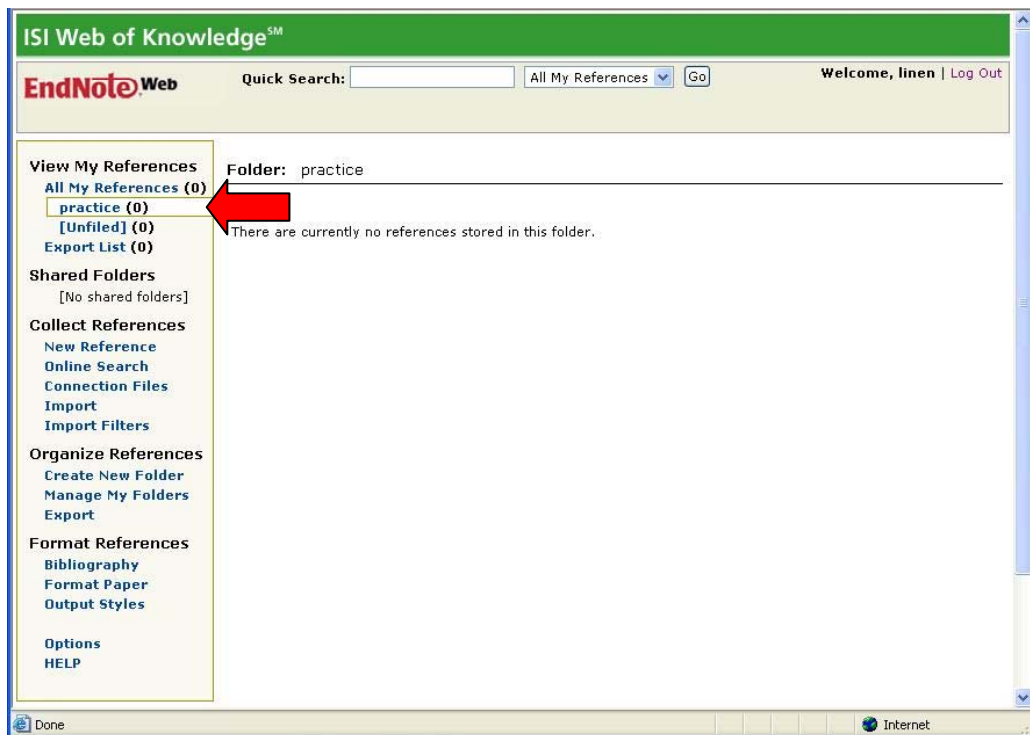 ISI Web of Knowledge℠
EndNote Web
Quick Search:
All My References
Go
Welcome, linen | Log Out
View My References
All My References (0)
practice (0)
[Unfiled] (0)
Export List (0)
Shared Folders
[No shared folders]
Collect References
New Reference
Online Search
Connection Files
Import
Import Filters
Organize References
Create New Folder
Manage My Folders
Export
Format References
Bibliography
Format Paper
Output Styles
Options
HELP
Folder: practice
There are currently no references stored in this folder.
Done
Internet